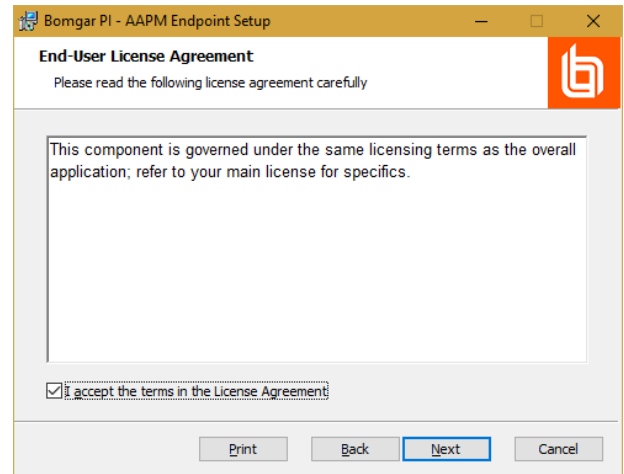 Bomgar PI - AAPM Endpoint Setup
End-User License Agreement
Please read the following license agreement carefully
This component is governed under the same licensing terms as the overall
application; refer to your main license for specifics.
I accept the terms in the License Agreement
Print Back Next Cancel